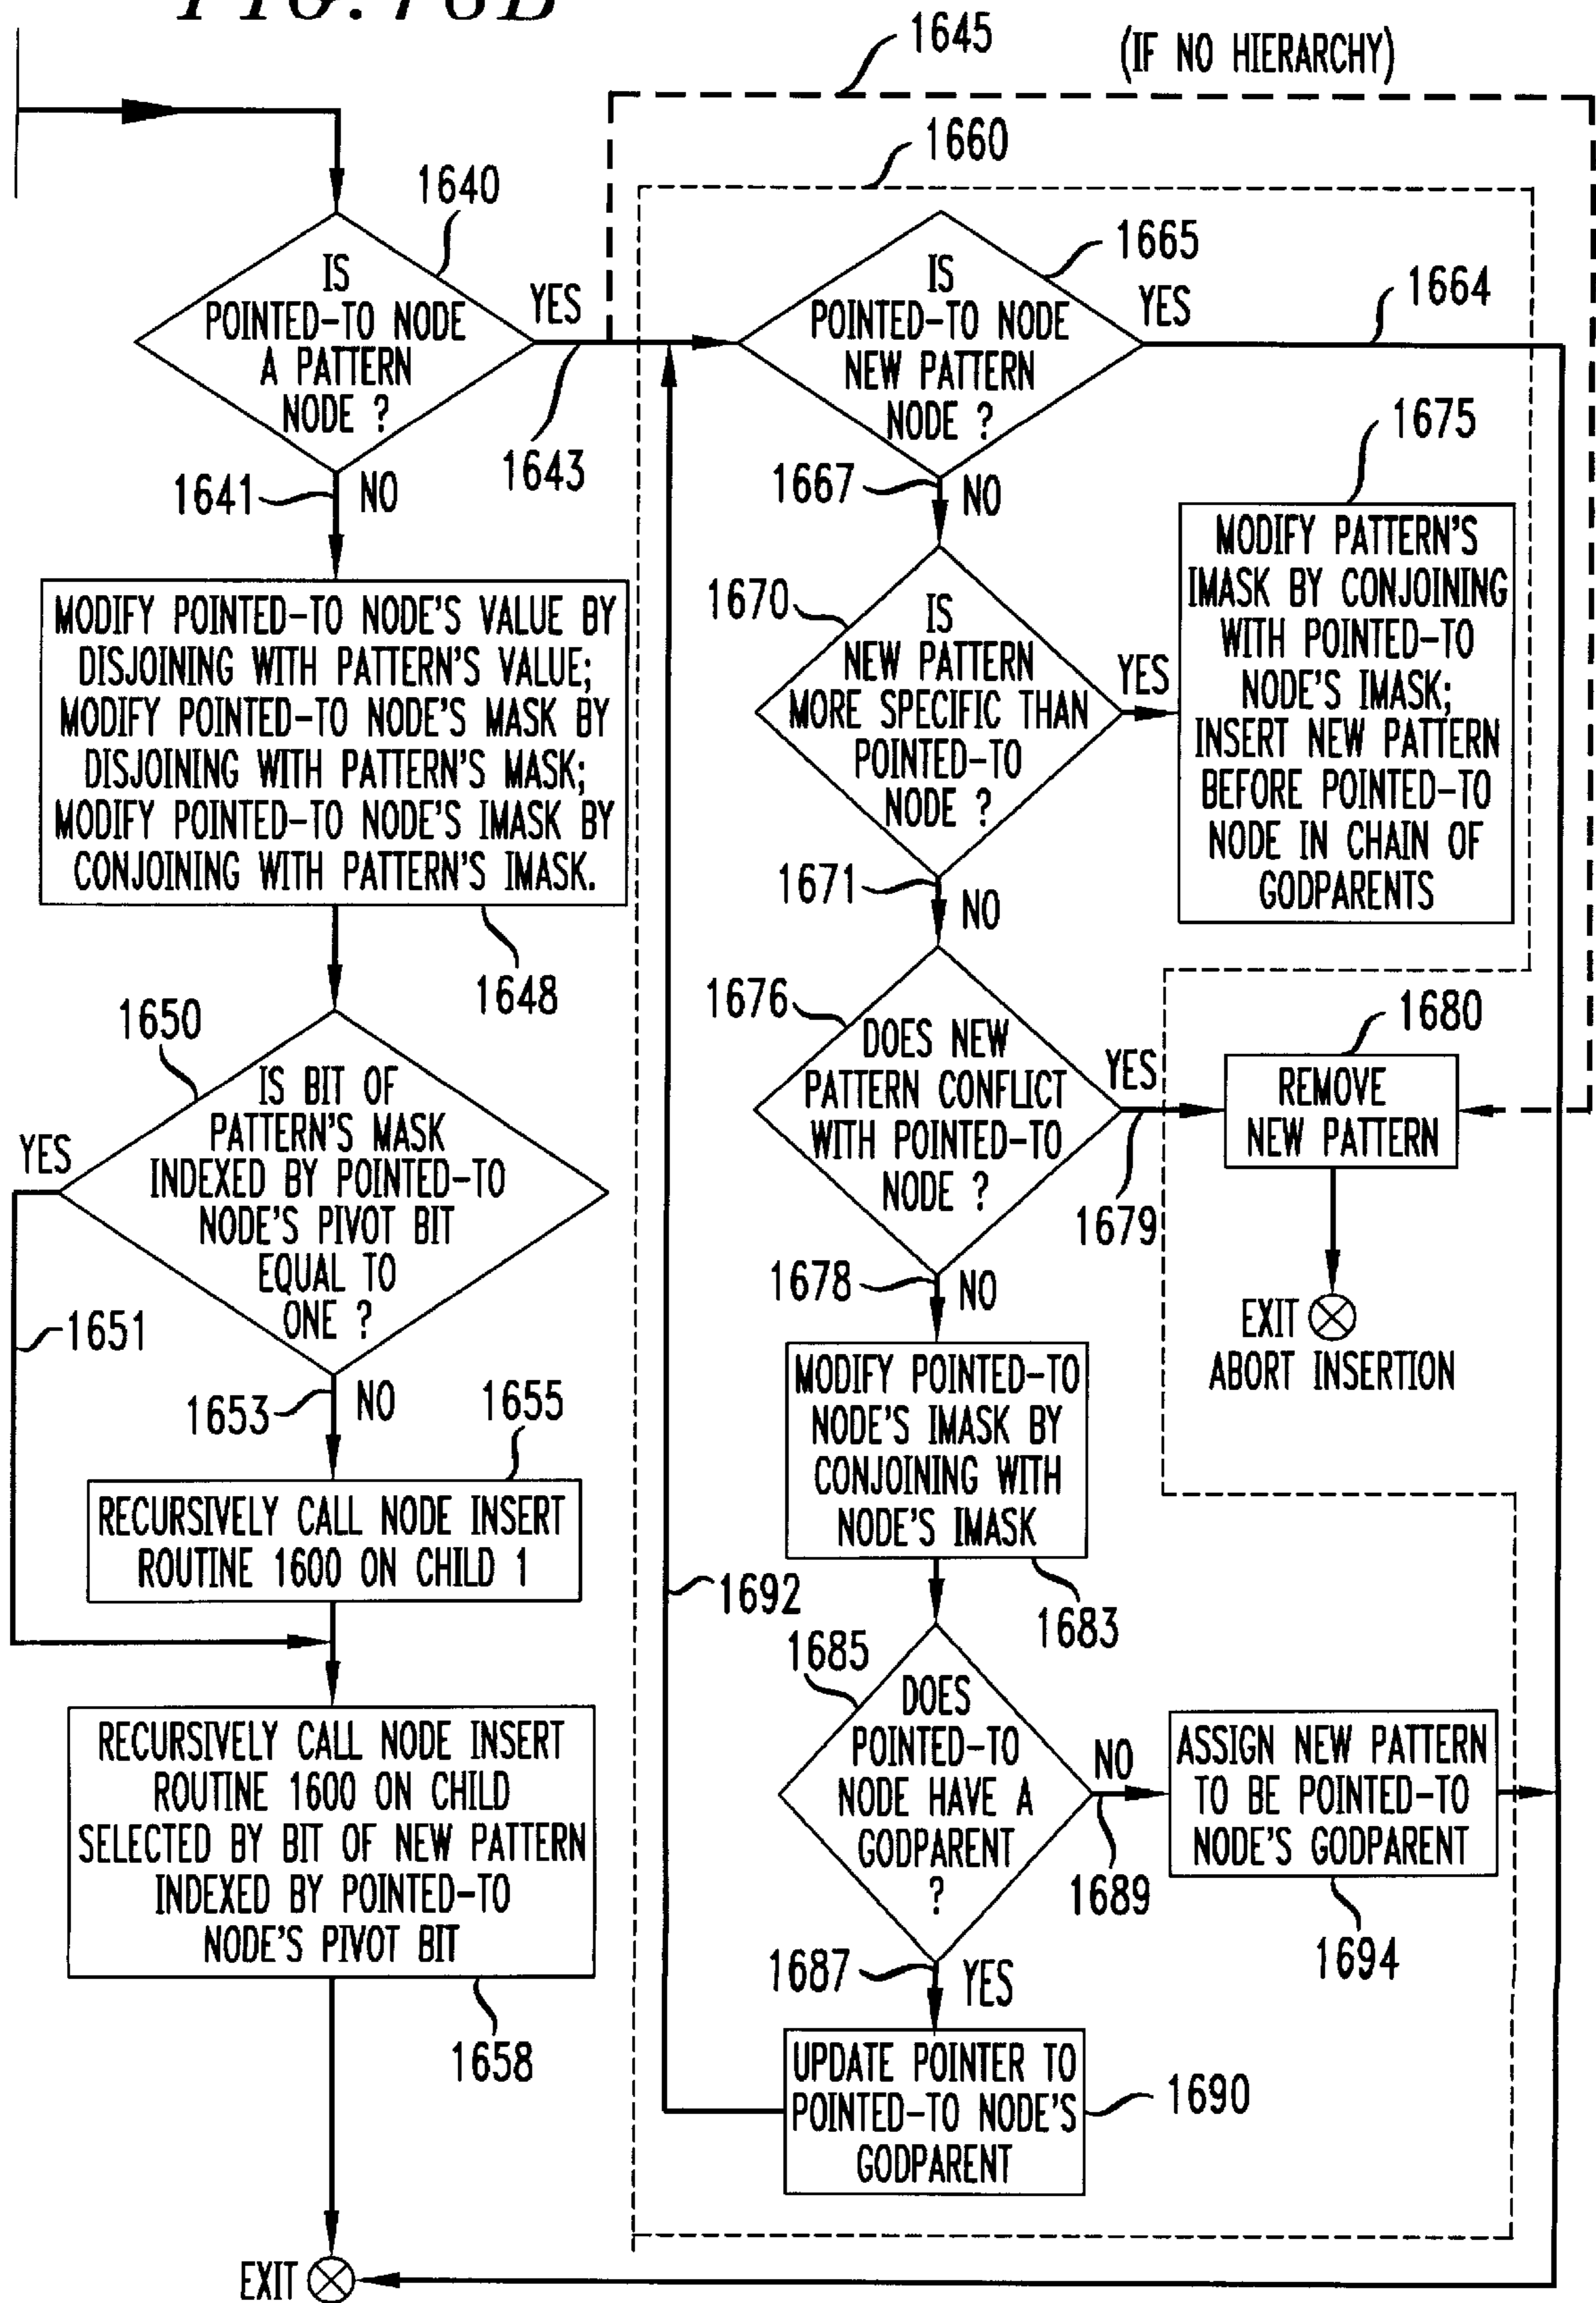 FIG. 16B
1645
(IF NO HIERARCHY)
1660
1640
IS
POINTED-TO NODE
A PATTERN
NODE ?
YES
1643
1641
NO
1665
IS
POINTED-TO NODE
NEW PATTERN
NODE ?
YES
1664
1667
NO
1675
MODIFY PATTERN'S
IMASK BY CONJOINING
WITH POINTED-TO
NODE'S IMASK;
INSERT NEW PATTERN
BEFORE POINTED-TO
NODE IN CHAIN OF
GODPARENTS
MODIFY POINTED-TO NODE'S VALUE BY
DISJOINING WITH PATTERN'S VALUE;
MODIFY POINTED-TO NODE'S MASK BY
DISJOINING WITH PATTERN'S MASK;
MODIFY POINTED-TO NODE'S IMASK BY
CONJOINING WITH PATTERN'S IMASK.
1648
1670
IS
NEW PATTERN
MORE SPECIFIC THAN
POINTED-TO
NODE ?
YES
1671
NO
1650
IS BIT OF
PATTERN'S MASK
INDEXED BY POINTED-TO
NODE'S PIVOT BIT
EQUAL TO
ONE ?
YES
1651
1653
NO
1676
DOES NEW
PATTERN CONFLICT
WITH POINTED-TO
NODE ?
YES
1679
1680
REMOVE
NEW PATTERN
EXIT
ABORT INSERTION
1678
NO
1655
RECURSIVELY CALL NODE INSERT
ROUTINE 1600 ON CHILD 1
MODIFY POINTED-TO
NODE'S IMASK BY
CONJOINING WITH
NODE'S IMASK
1683
1692
1685
DOES
POINTED-TO
NODE HAVE A
GODPARENT
?
NO
1689
ASSIGN NEW PATTERN
TO BE POINTED-TO
NODE'S GODPARENT
1694
RECURSIVELY CALL NODE INSERT
ROUTINE 1600 ON CHILD
SELECTED BY BIT OF NEW PATTERN
INDEXED BY POINTED-TO
NODE'S PIVOT BIT
1658
1687
YES
UPDATE POINTER TO
POINTED-TO NODE'S
GODPARENT
1690
EXIT